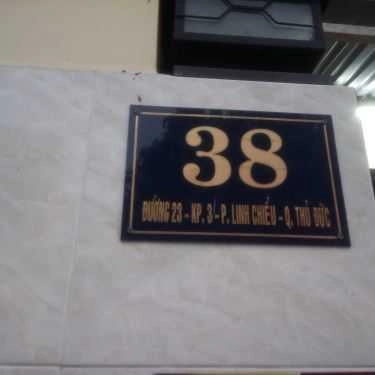 38
ĐƯỜNG 23 - KP. 3 - P. LINH CHIỂU - Q. THỦ ĐỨC